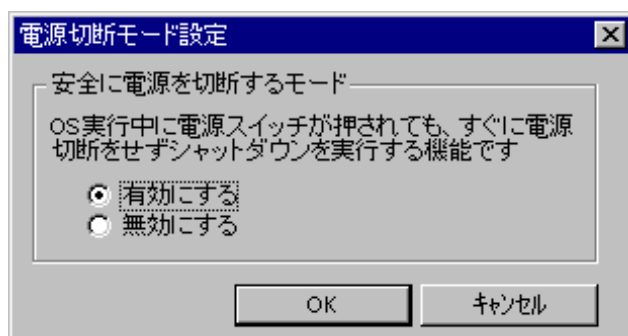 電源切断モード設定
安全に電源を切断するモード
OS実行中に電源スイッチが押されても、すぐに電源
切断をせずシャットダウンを実行する機能です
有効にする
無効にする
OK
キャンセル